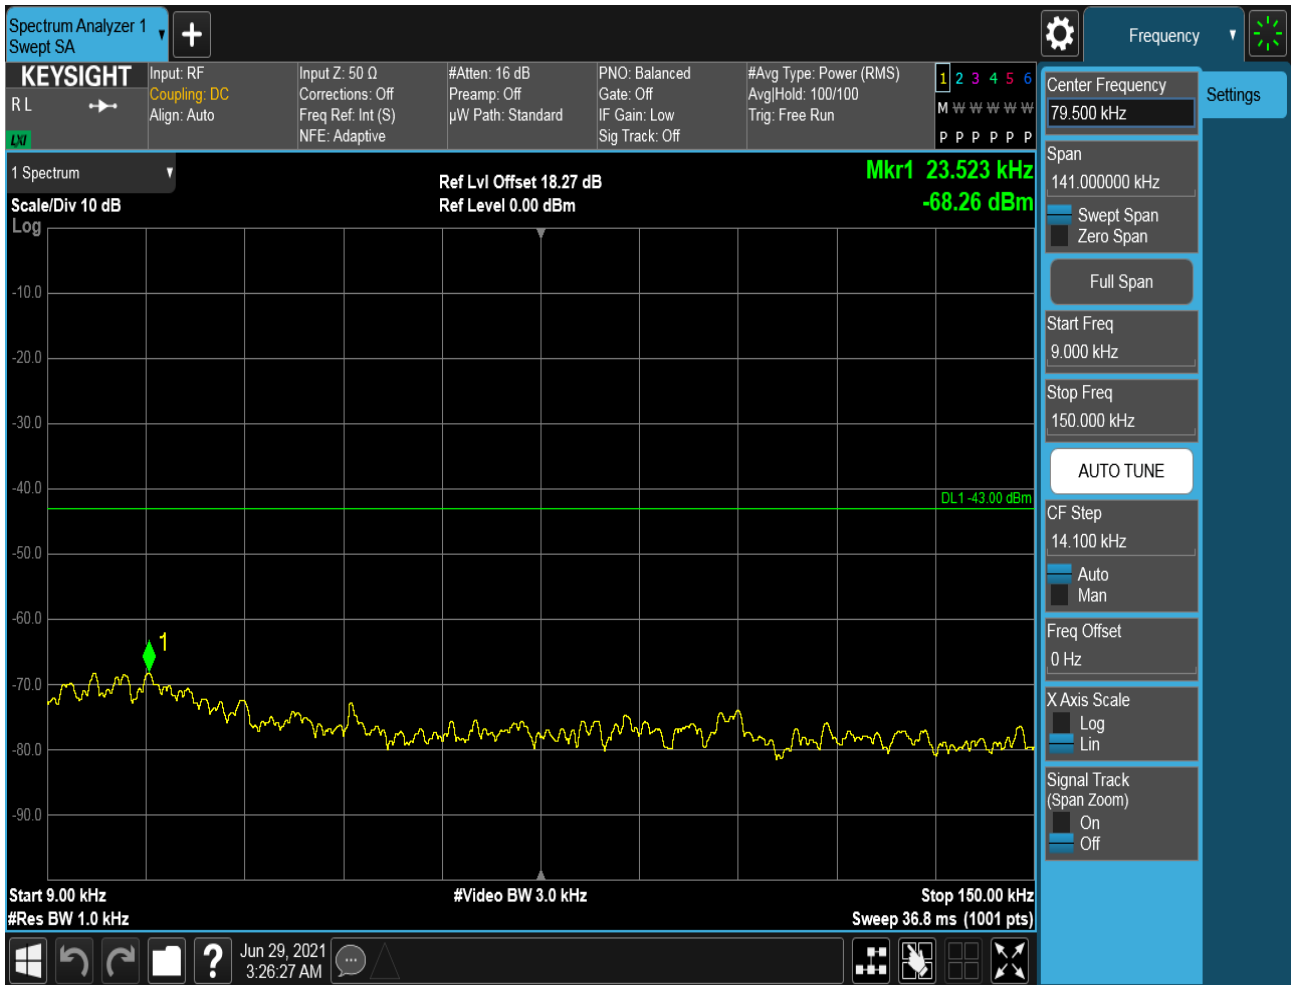 Spectrum Analyzer 1
Swept SA
Frequency
KEYSIGHT
R L
LXI
Input: RF
Coupling: DC
Align: Auto
Input Z: 50 Ω
Corrections: Off
Freq Ref: Int (S)
NFE: Adaptive
#Atten: 16 dB
Preamp: Off
µW Path: Standard
PNO: Balanced
Gate: Off
IF Gain: Low
Sig Track: Off
#Avg Type: Power (RMS)
Avg|Hold: 100/100
Trig: Free Run
1 2 3 4 5 6
M W W W W W
P P P P P P
1 Spectrum
Scale/Div 10 dB
Log
Ref Lvl Offset 18.27 dB
Ref Level 0.00 dBm
Mkr1 23.523 kHz
-68.26 dBm
-10.0
-20.0
-30.0
-40.0
DL1 -43.00 dBm
-50.0
-60.0
1
-70.0
-80.0
-90.0
Start 9.00 kHz
#Video BW 3.0 kHz
Stop 150.00 kHz
#Res BW 1.0 kHz
Sweep 36.8 ms (1001 pts)
Center Frequency
79.500 kHz
Settings
Span
141.000000 kHz
Swept Span
Zero Span
Full Span
Start Freq
9.000 kHz
Stop Freq
150.000 kHz
AUTO TUNE
CF Step
14.100 kHz
Auto
Man
Freq Offset
0 Hz
X Axis Scale
Log
Lin
Signal Track
(Span Zoom)
On
Off
?
Jun 29, 2021
3:26:27 AM